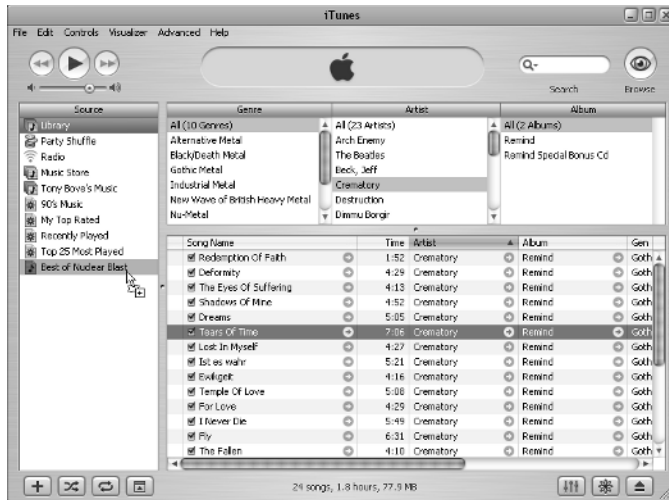 iTunes
File Edit Controls Visualizer Advanced Help
Search
Browse
Source
Library
Party Shuffle
Radio
Music Store
Tony Bove's Music
90's Music
My Top Rated
Recently Played
Top 25 Most Played
Best of Nuclear Blast
Genre
All (10 Genres)
Alternative Metal
Black/Death Metal
Gothic Metal
Industrial Metal
New Wave of British Heavy Metal
Nu-Metal
Artist
All (23 Artists)
Arch Enemy
The Beatles
Beck, Jeff
Crematory
Destruction
Dimmu Borgir
Album
All (2 Albums)
Remind
Remind Special Bonus Cd
Song Name Time Artist Album Gen
Redemption Of Faith 1:52 Crematory Remind Goth
Deformity 4:29 Crematory Remind Goth
The Eyes Of Suffering 4:13 Crematory Remind Goth
Shadows Of Mine 4:52 Crematory Remind Goth
Dreams 5:05 Crematory Remind Goth
Tears Of Time 7:06 Crematory Remind Goth
Lost In Myself 4:27 Crematory Remind Goth
Ist es wahr 5:21 Crematory Remind Goth
Ewikgeit 4:16 Crematory Remind Goth
Temple Of Love 5:08 Crematory Remind Goth
For Love 4:29 Crematory Remind Goth
I Never Die 5:49 Crematory Remind Goth
Fly 6:31 Crematory Remind Goth
The Fallen 4:10 Crematory Remind Goth
24 songs, 1.8 hours, 77.9 MB